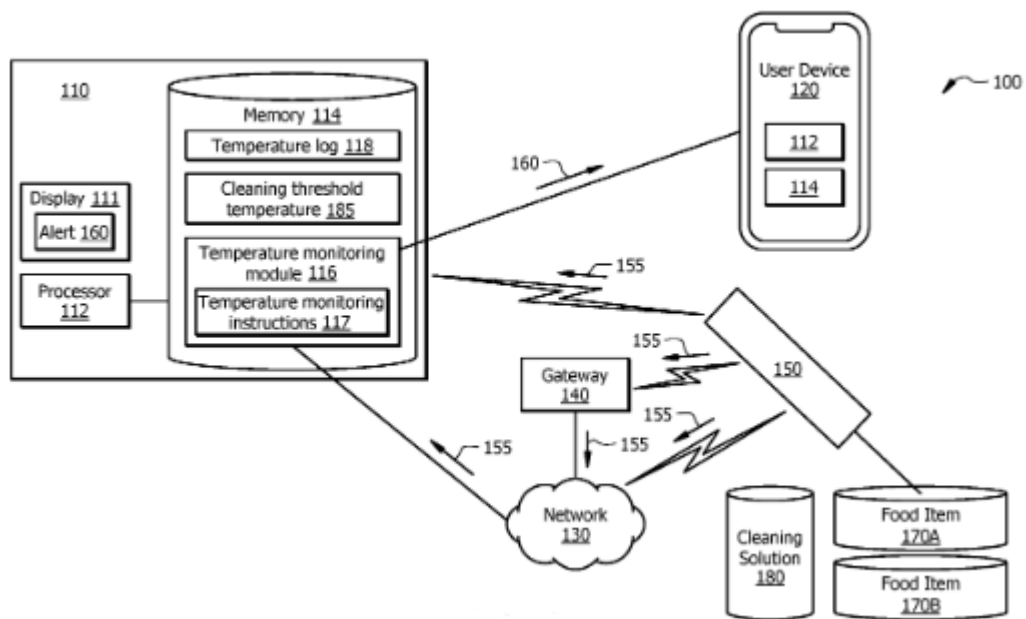 110
Memory 114
Temperature log 118
Cleaning threshold
temperature 185
Temperature monitoring
module 116
Temperature monitoring
instructions 117
Display 111
Alert 160
Processor
112
User Device
120
112
114
100
160
155
155
155
155
155
150
Gateway
140
Network
130
Cleaning
Solution
180
Food Item
170A
Food Item
170B